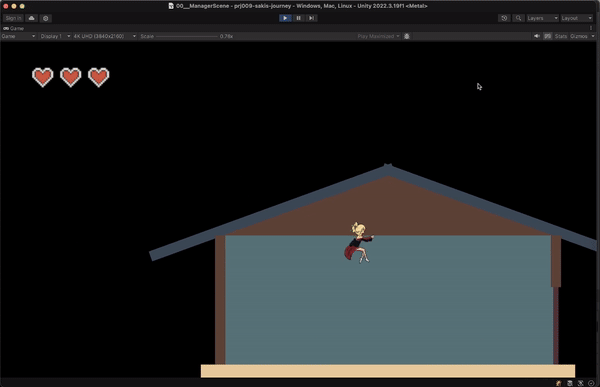 00__ManagerScene - prj009-sakis-journey - Windows, Mac, Linux - Unity 2022.3.19f1 <Metal>
Sign in
Layers
Layout
Game
Game
Display 1
4K UHD (3840x2160)
Scale
0.76x
Play Maximized
Stats
Gizmos